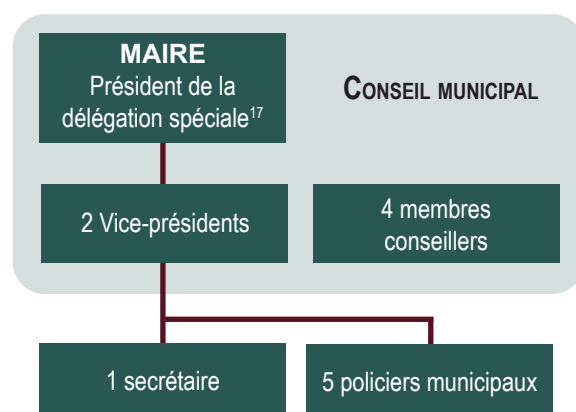 MAIRE
Président de la
délégation spéciale17
CONSEIL MUNICIPAL
2 Vice-présidents
4 membres
conseillers
1 secrétaire
5 policiers municipaux